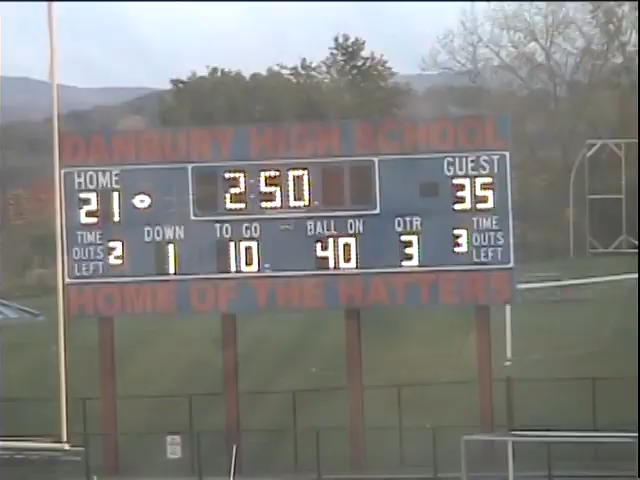 DANBURY HIGH SCHOOL
HOME 2:50 GUEST
21 35
TIME OUTS LEFT 2 DOWN 1 TO GO 10 BALL ON 40 QTR 3 3 TIME OUTS LEFT
HOME OF THE HATTERS